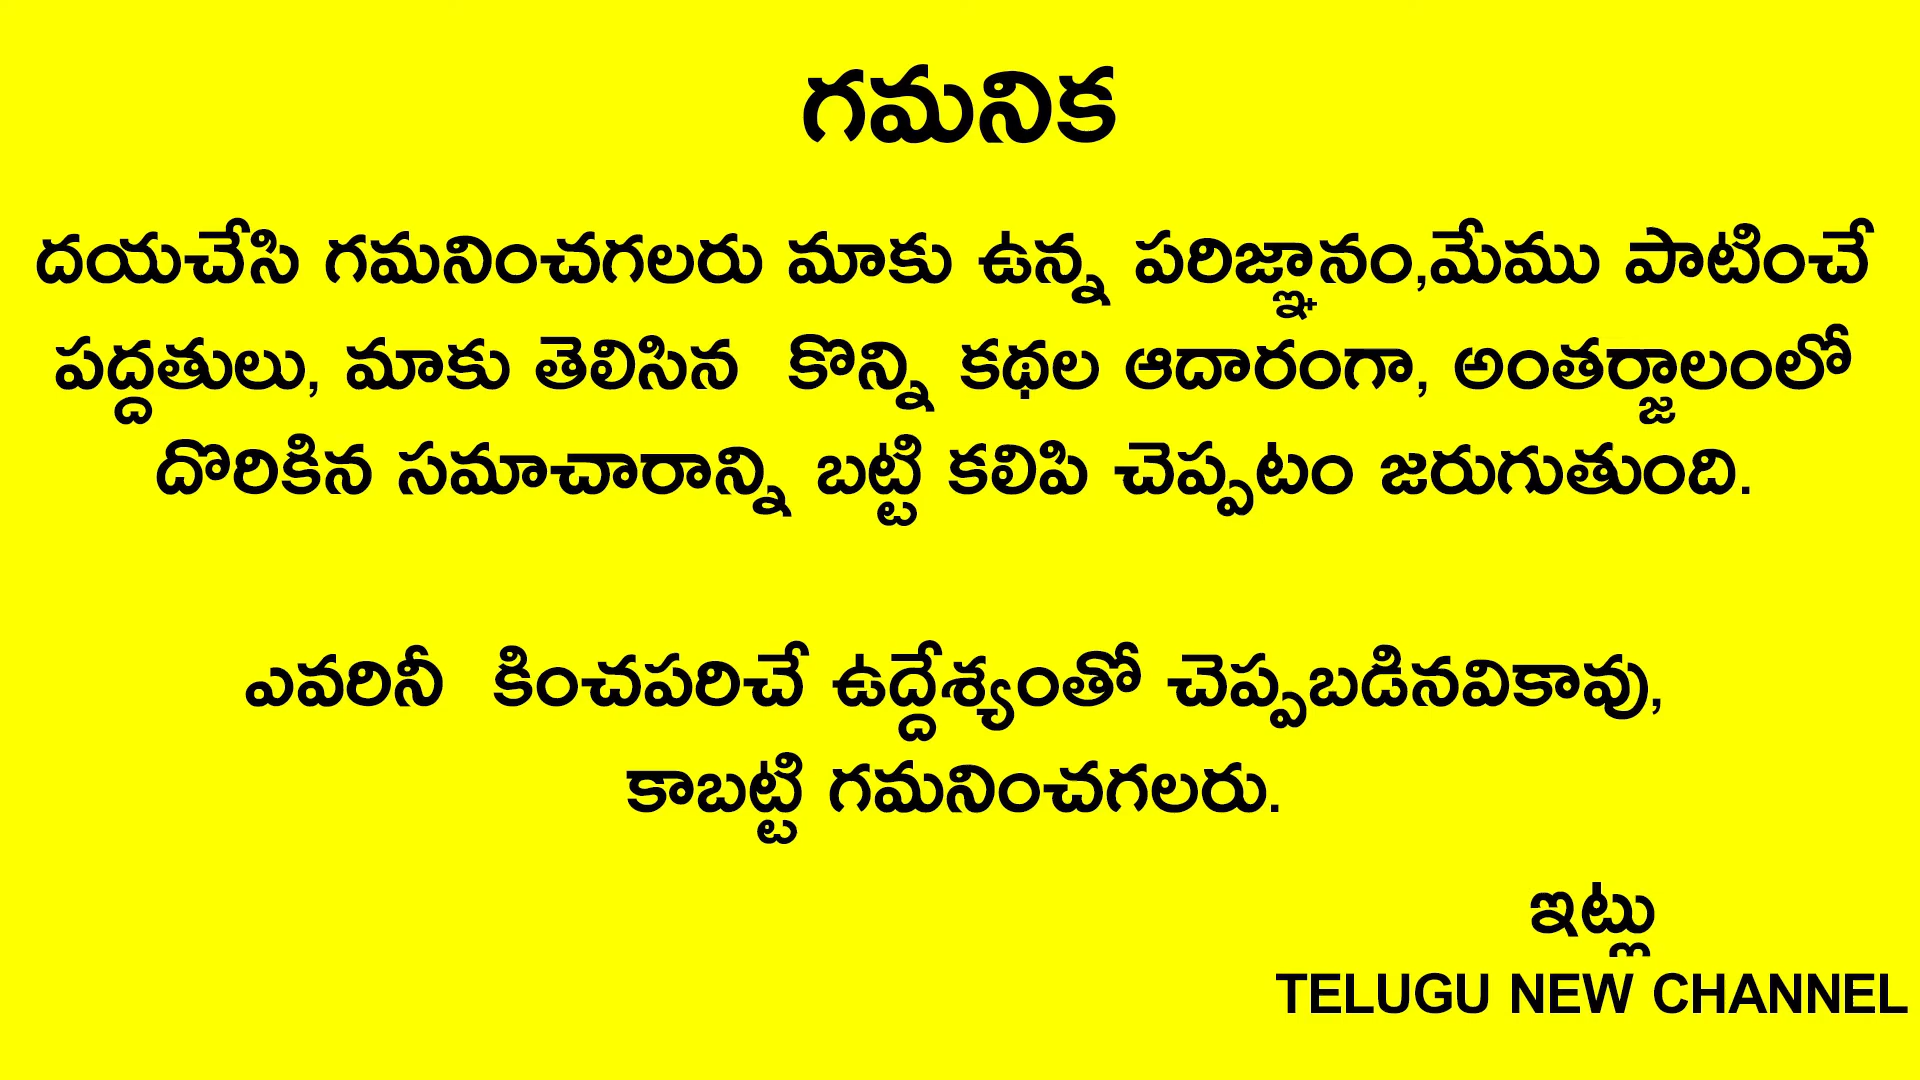 గమనిక
దయచేసి గమనించగలరు మాకు ఉన్న పరిజ్ఞానం,మేము పాటించే
పద్దతులు, మాకు తెలిసిన కొన్ని కథల ఆదారంగా, అంతర్జాలంలో
దొరికిన సమాచారాన్ని బట్టి కలిపి చెప్పటం జరుగుతుంది.
ఎవరినీ కించపరిచే ఉద్దేశ్యంతో చెప్పబడినవికావు,
కాబట్టి గమనించగలరు.
ఇట్లు
TELUGU NEW CHANNEL